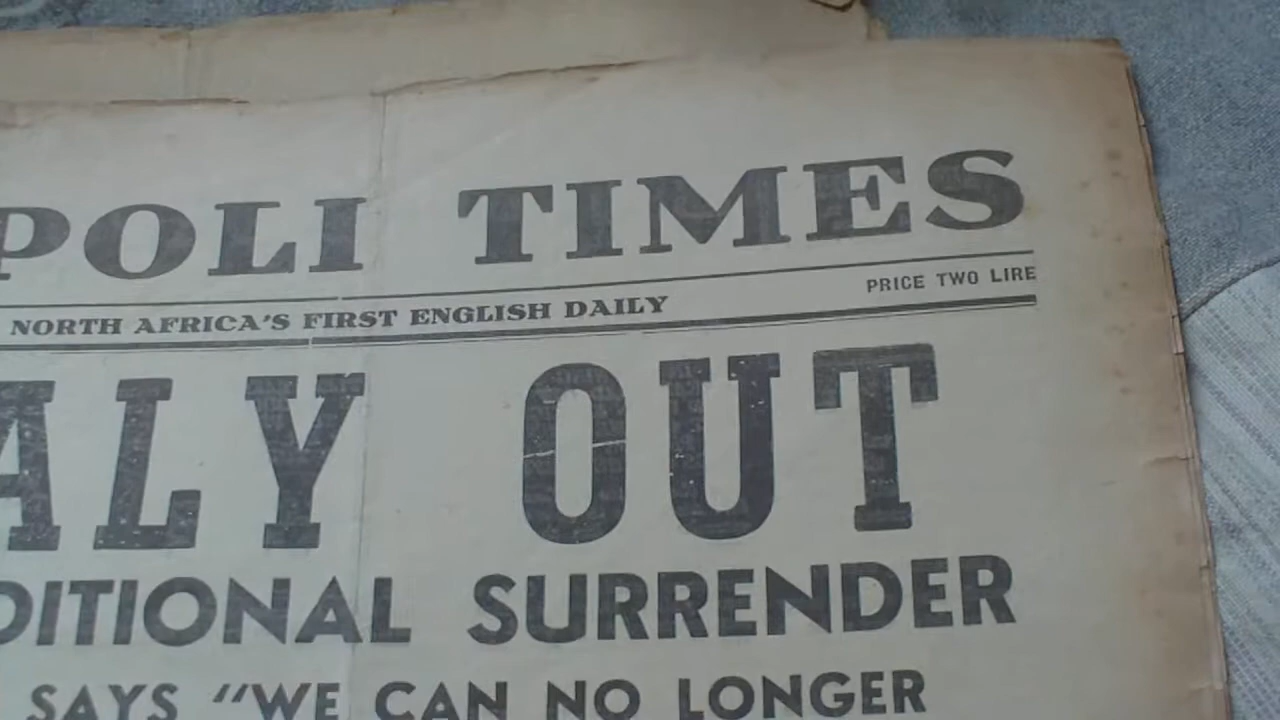 POLI TIMES
NORTH AFRICA'S FIRST ENGLISH DAILY
PRICE TWO LIRE
ALY OUT
DITIONAL SURRENDER
SAYS "WE CAN NO LONGER